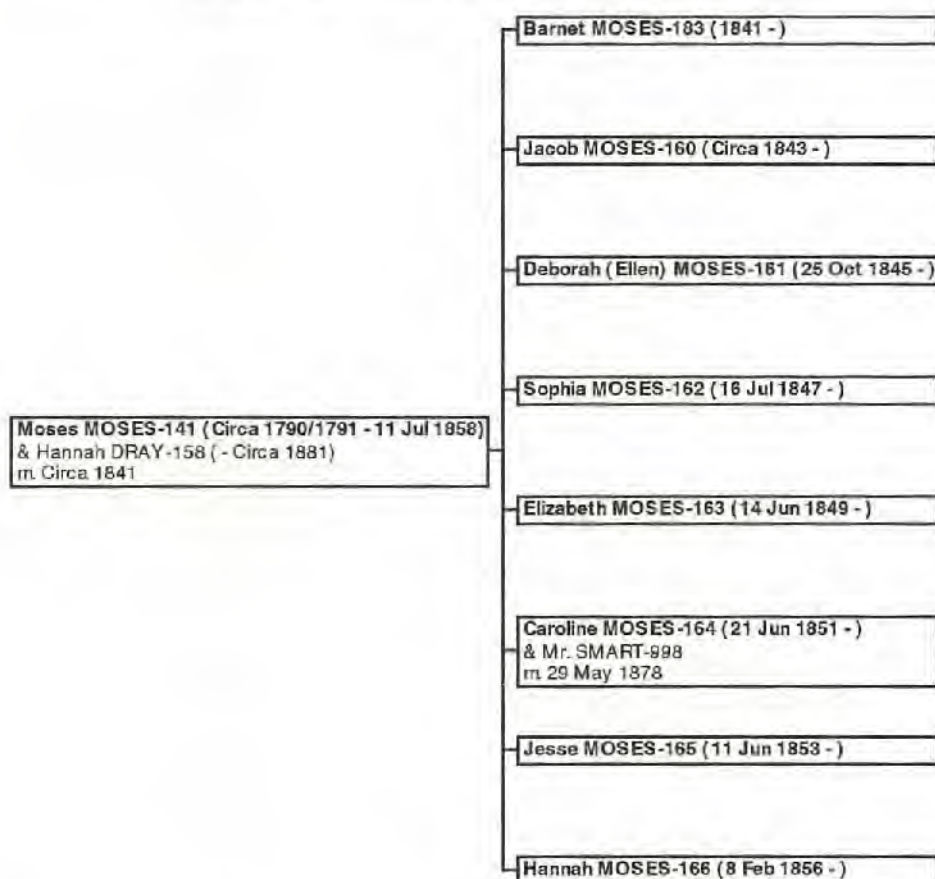 Barnet MOSES-183 (1841 - )
Jacob MOSES-160 (Circa 1843 - )
Deborah (Ellen) MOSES-161 (25 Oct 1845 - )
Sophia MOSES-162 (16 Jul 1847 - )
Moses MOSES-141 (Circa 1790/1791 - 11 Jul 1858)
& Hannah DRAY-158 ( - Circa 1881)
m. Circa 1841
Elizabeth MOSES-163 (14 Jun 1849 - )
Caroline MOSES-164 (21 Jun 1851 - )
& Mr. SMART-998
m. 29 May 1878
Jesse MOSES-165 (11 Jun 1853 - )
Hannah MOSES-166 (8 Feb 1856 - )